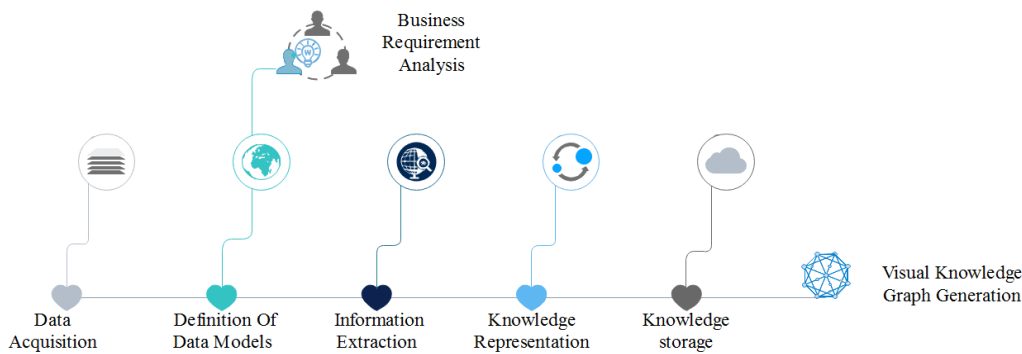 Business
Requirement
Analysis
W
Visual Knowledge
Graph Generation
Data
Acquisition
Definition Of
Data Models
Information
Extraction
Knowledge
Representation
Knowledge
storage